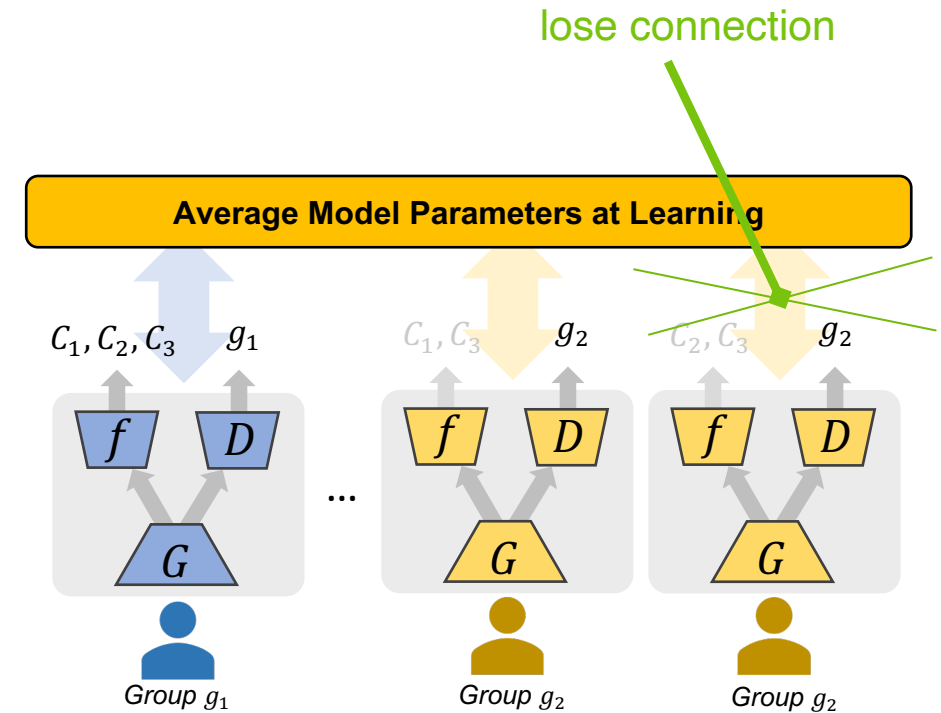 lose connection
Average Model Parameters at Learning
C₁, C₂, C₃ g₁ C₁, C₃ g₂ C₂, C₃ g₂
f D f D f D
...
G G G
Group g₁ Group g₂ Group g₂